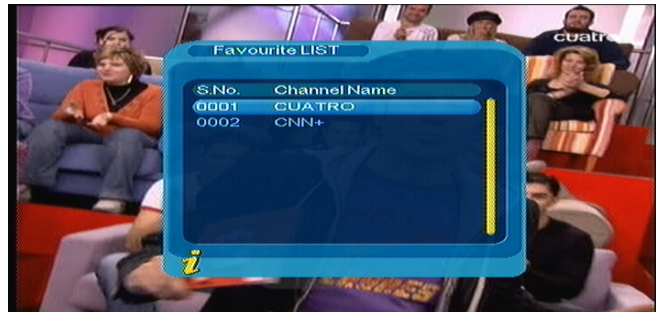 cuatro
Favourite LIST
S.No. Channel Name
0001 CUATRO
0002 CNN+
i